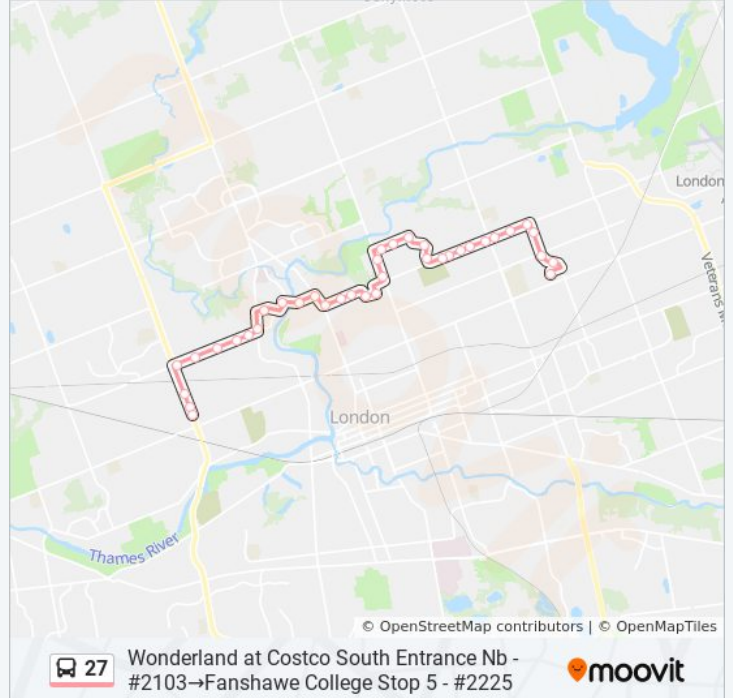 London
Veterans M
London
Thames River
© OpenStreetMap contributors | © OpenMapTiles
27
Wonderland at Costco South Entrance Nb -
#2103→Fanshawe College Stop 5 - #2225
moovit